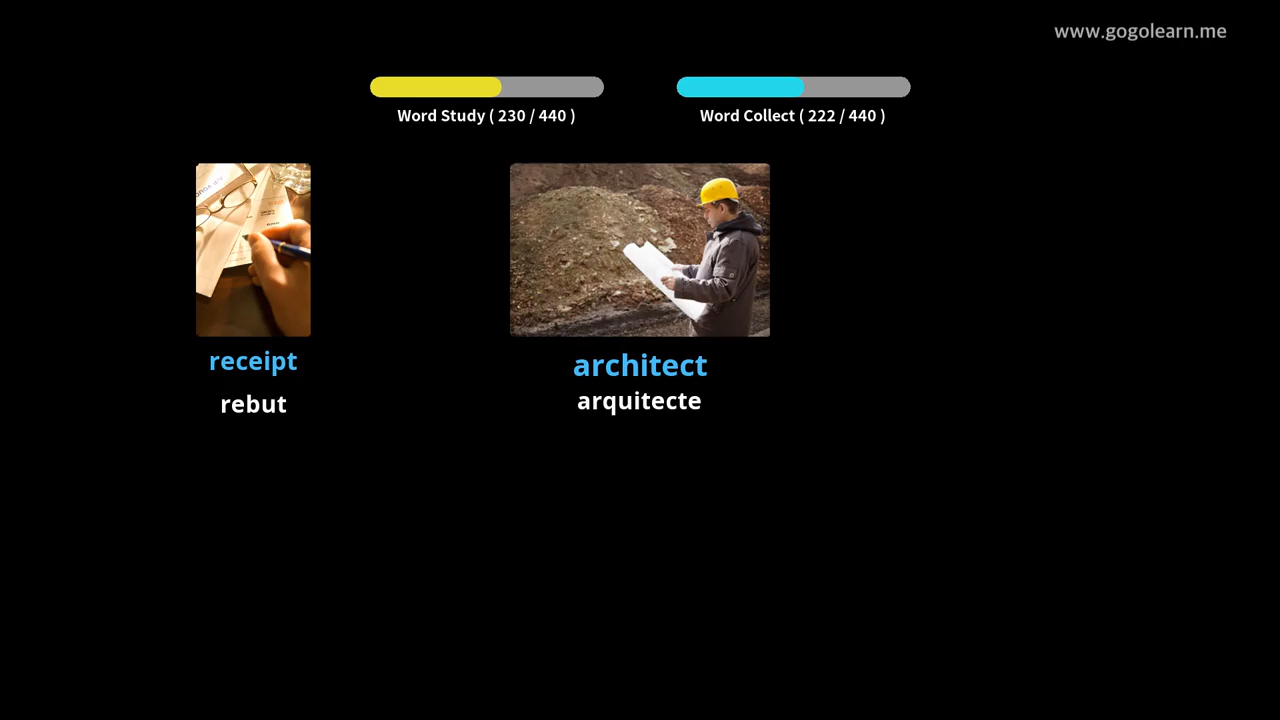 www.gogolearn.me
Word Study ( 230 / 440 )
Word Collect ( 222 / 440 )
receipt
rebut
architect
arquitecte